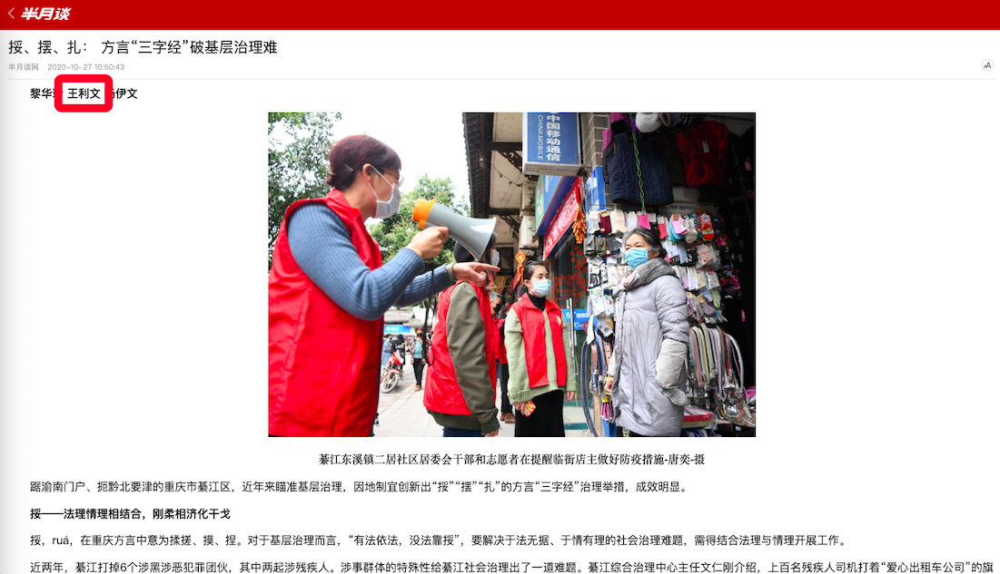 半月谈
挼、摆、扎： 方言“三字经”破基层治理难
半月谈网 2020-10-27 10:50:43
A
黎华 王利文 伊文
中国移动通信
CHINA MOBILE
綦江东溪镇二居社区居委会干部和志愿者在提醒临街店主做好防疫措施-唐奕-摄
踞渝南门户、扼黔北要津的重庆市綦江区，近年来瞄准基层治理，因地制宜创新出“挼”“摆”“扎”的方言“三字经”治理举措，成效明显。
挼——法理情理相结合，刚柔相济化干戈
挼，ruá，在重庆方言中意为揉搓、摸、捏。对于基层治理而言，“有法依法，没法靠挼”，要解决于法无据、于情有理的社会治理难题，需得结合法理与情理开展工作。
近两年，綦江打掉6个涉黑涉恶犯罪团伙，其中两起涉残疾人。涉事群体的特殊性给綦江社会治理出了一道难题。綦江综合治理中心主任文仁刚介绍，上百名残疾人司机打着“爱心出租车公司”的旗